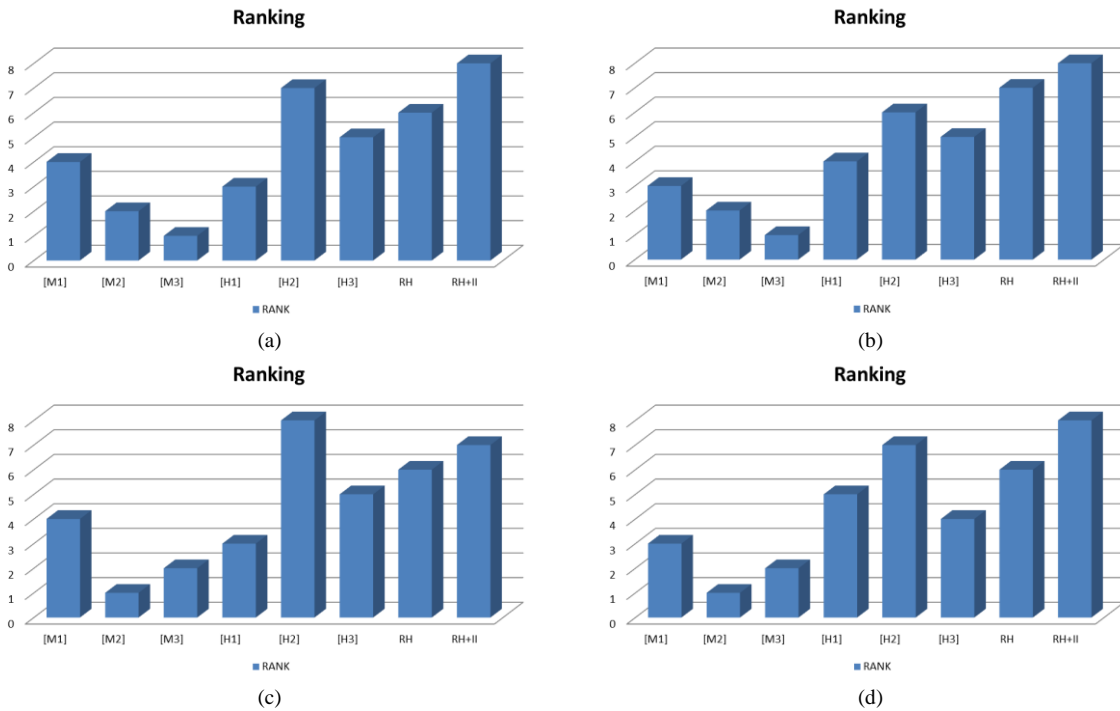 Ranking
8
7
6
5
4
3
2
1
0
[M1] [M2] [M3] [H1] [H2] [H3] RH RH+II
RANK
(a)
Ranking
8
7
6
5
4
3
2
1
0
[M1] [M2] [M3] [H1] [H2] [H3] RH RH+II
RANK
(b)
Ranking
8
7
6
5
4
3
2
1
0
[M1] [M2] [M3] [H1] [H2] [H3] RH RH+II
RANK
(c)
Ranking
8
7
6
5
4
3
2
1
0
[M1] [M2] [M3] [H1] [H2] [H3] RH RH+II
RANK
(d)